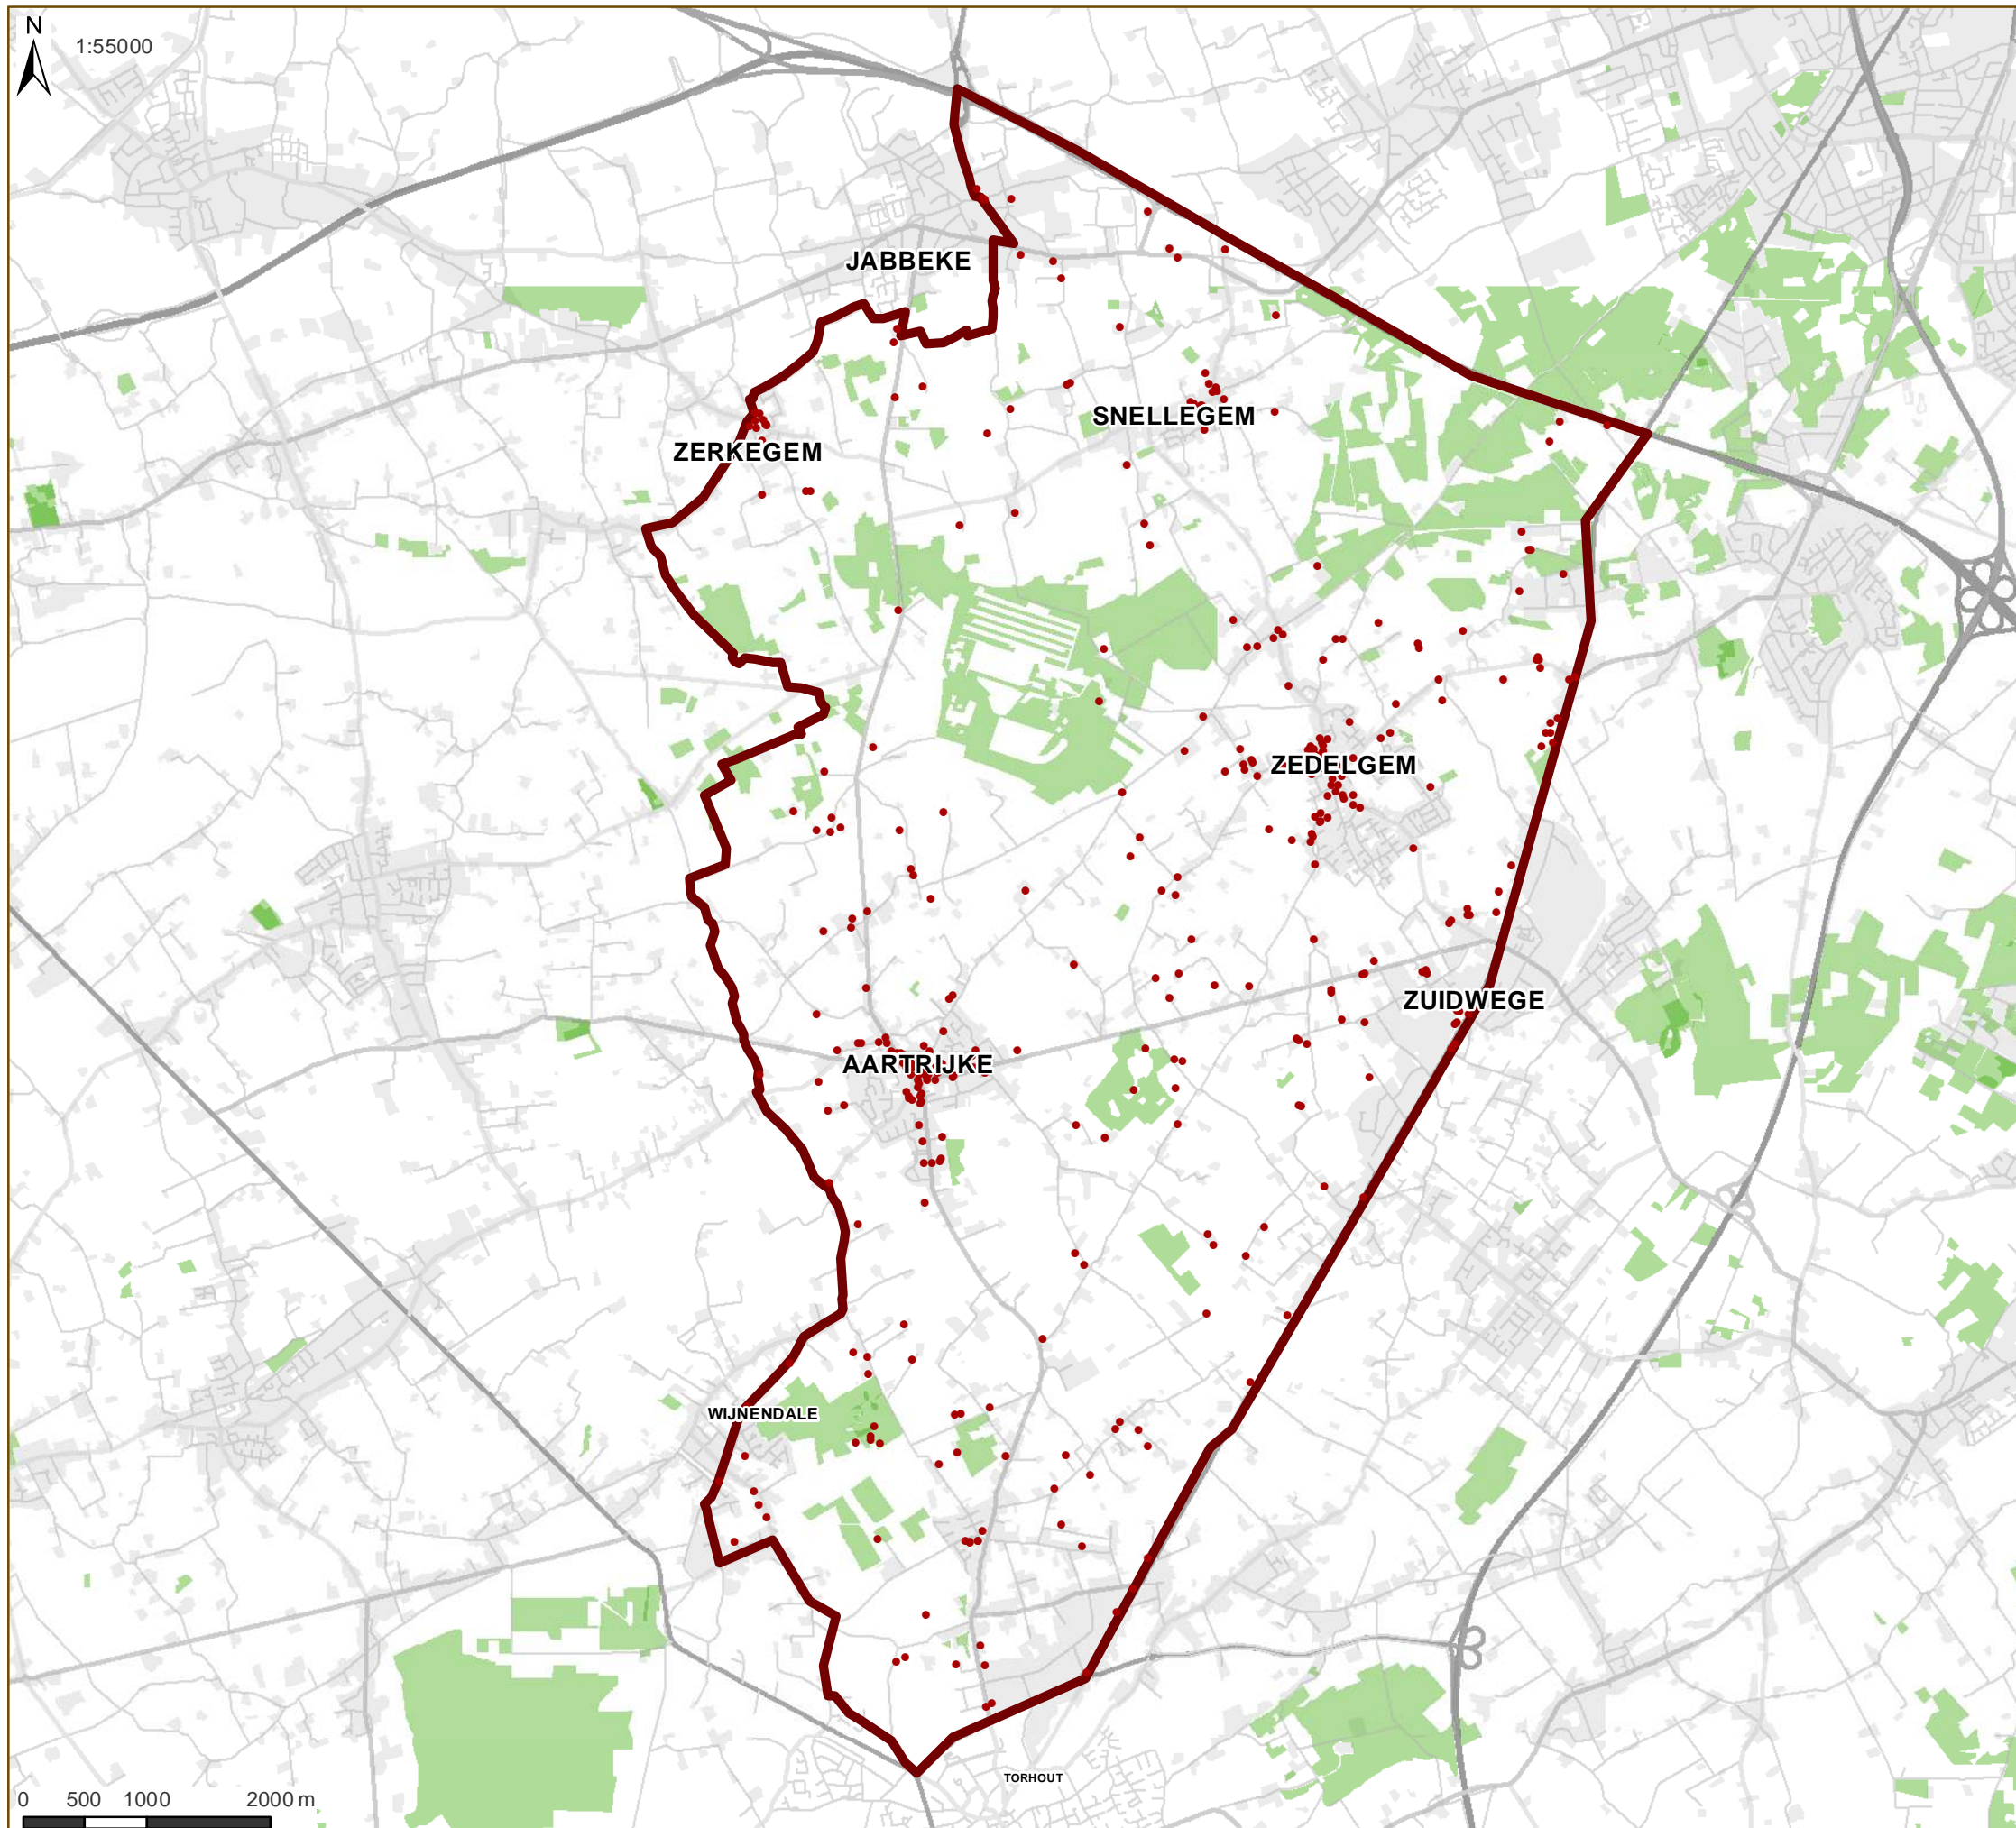 N
1:55000
JABBEKE
SNELLEGEM
ZERKEGEM
ZEDELGEM
ZUIDWEGE
AARTRIJKE
WIJNENDALE
TORHOUT
0 500 1000 2000 m